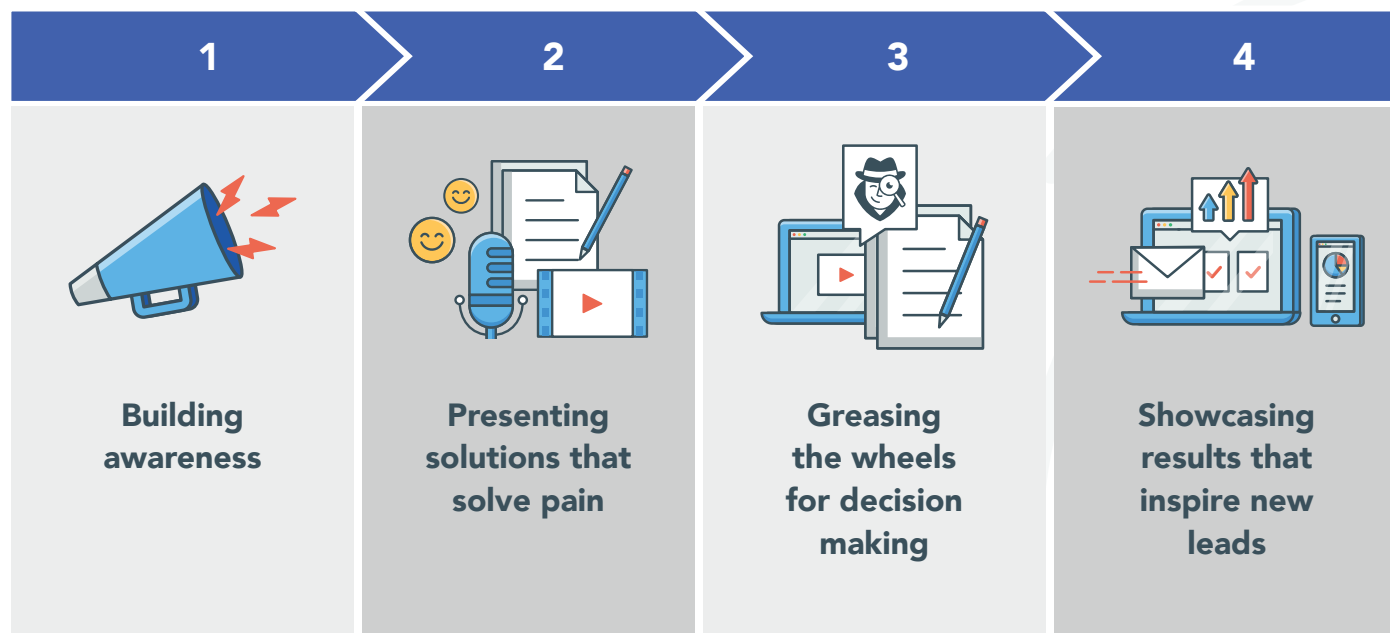 1
2
3
4
Building
awareness
Presenting
solutions that
solve pain
Greasing
the wheels
for decision
making
Showcasing
results that
inspire new
leads